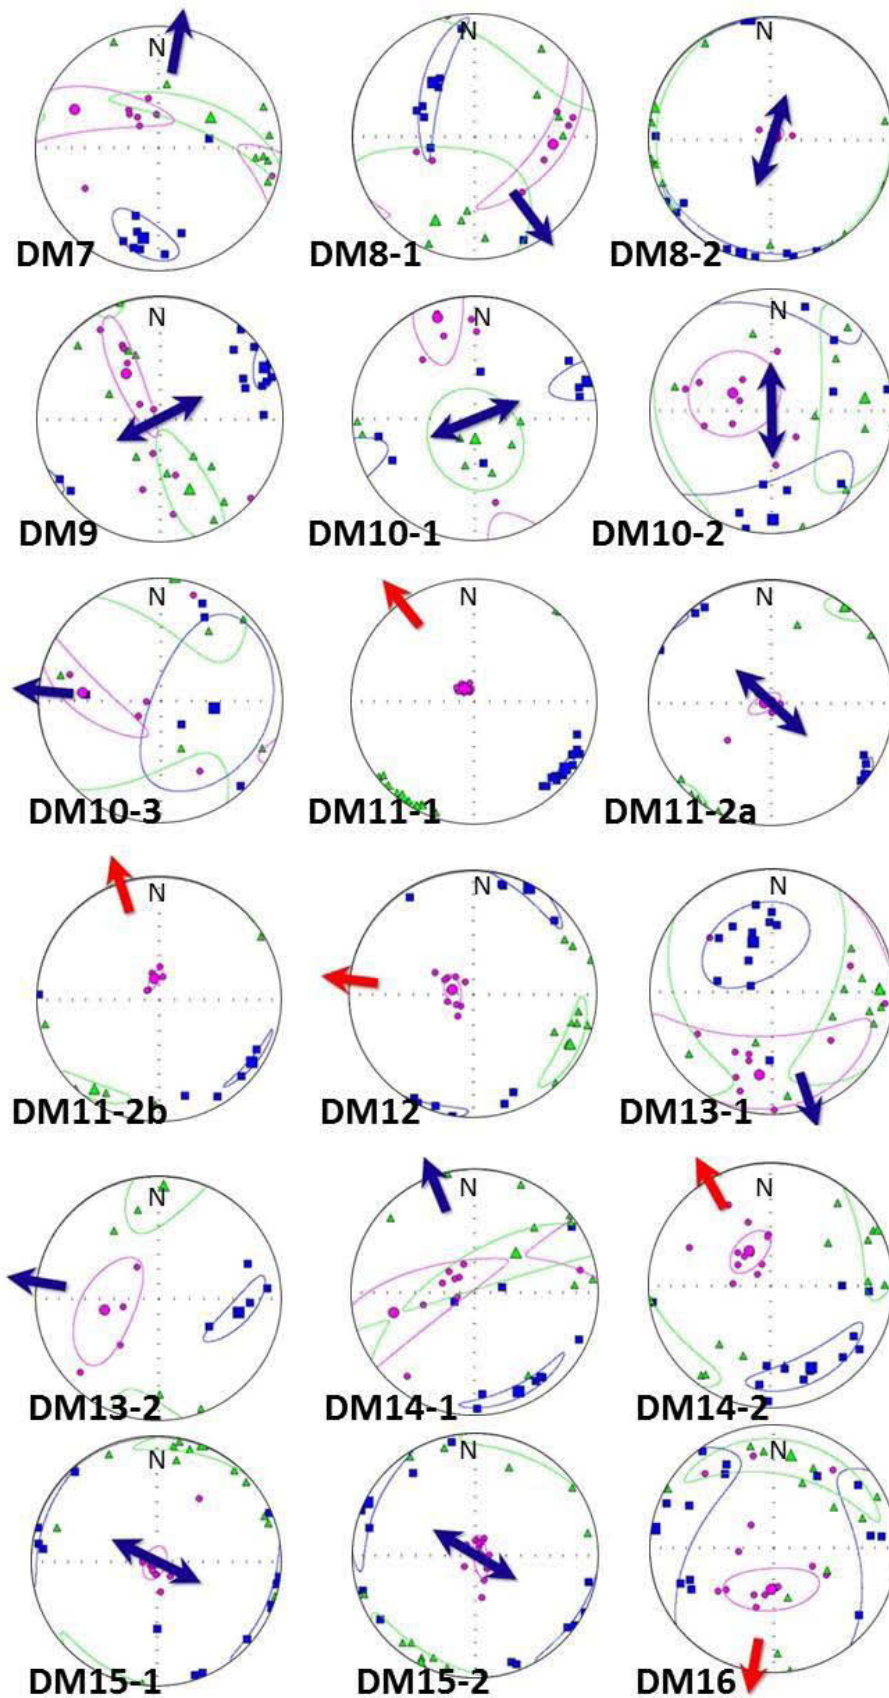 N N N
DM7 DM8-1 DM8-2
N N N
DM9 DM10-1 DM10-2
N N N
DM10-3 DM11-1 DM11-2a
N N N
DM11-2b DM12 DM13-1
N N N
DM13-2 DM14-1 DM14-2
N N N
DM15-1 DM15-2 DM16